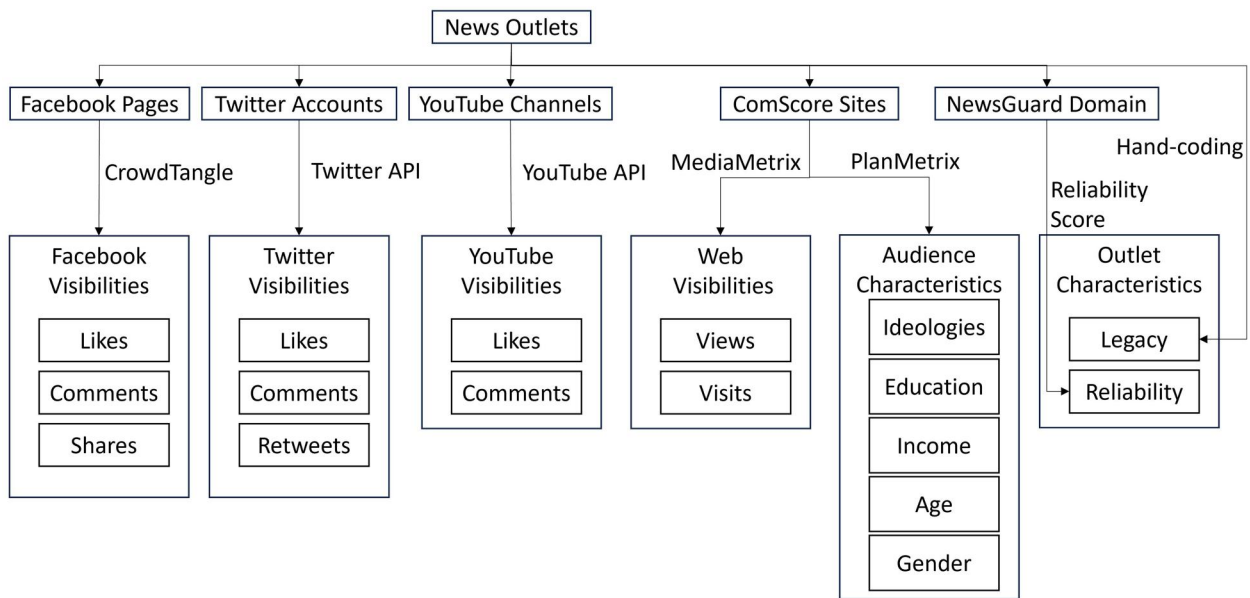 News Outlets
Facebook Pages
Twitter Accounts
YouTube Channels
ComScore Sites
NewsGuard Domain
CrowdTangle
Twitter API
YouTube API
MediaMetrix
PlanMetrix
Hand-coding
Reliability
Score
Facebook
Visibilities
Likes
Comments
Shares
Twitter
Visibilities
Likes
Comments
Retweets
YouTube
Visibilities
Likes
Comments
Web
Visibilities
Views
Visits
Audience
Characteristics
Ideologies
Education
Income
Age
Gender
Outlet
Characteristics
Legacy
Reliability